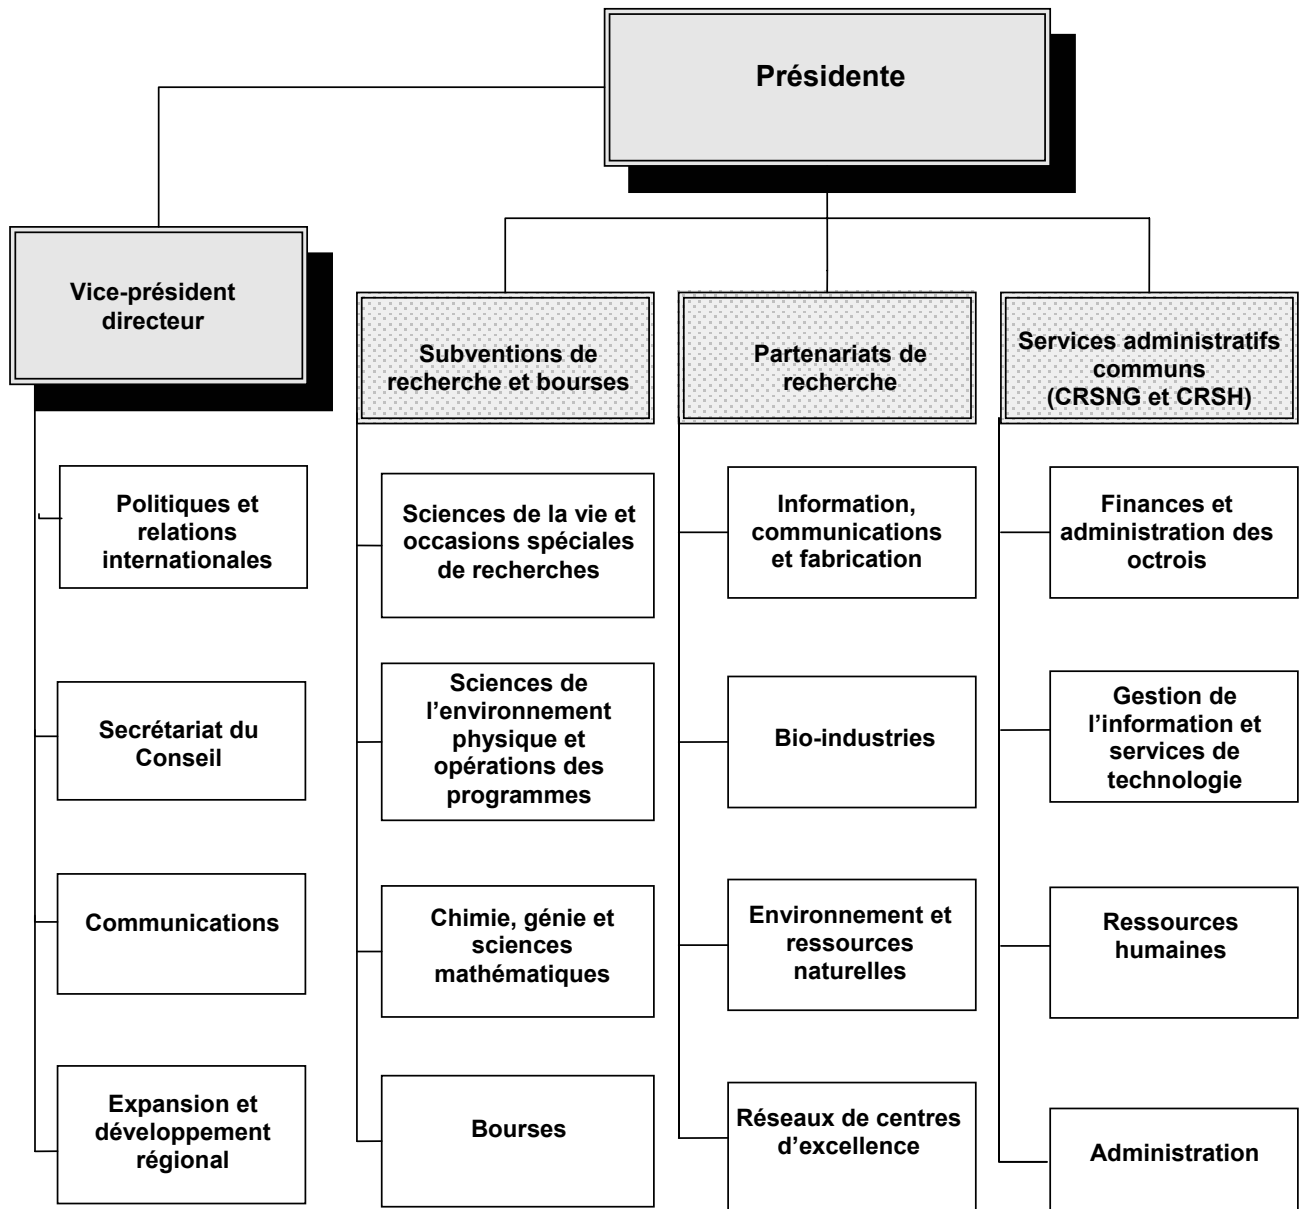 Présidente
Vice-président
directeur
Subventions de
recherche et bourses
Partenariats de
recherche
Services administratifs
communs
(CRSNG et CRSH)
Politiques et
relations
internationales
Sciences de la vie et
occasions spéciales
de recherches
Information,
communications
et fabrication
Finances et
administration des
octrois
Secrétariat du
Conseil
Sciences de
l’environnement
physique et
opérations des
programmes
Bio-industries
Gestion de
l’information et
services de
technologie
Communications
Chimie, génie et
sciences
mathématiques
Environnement et
ressources
naturelles
Ressources
humaines
Expansion et
développement
régional
Bourses
Réseaux de centres
d’excellence
Administration